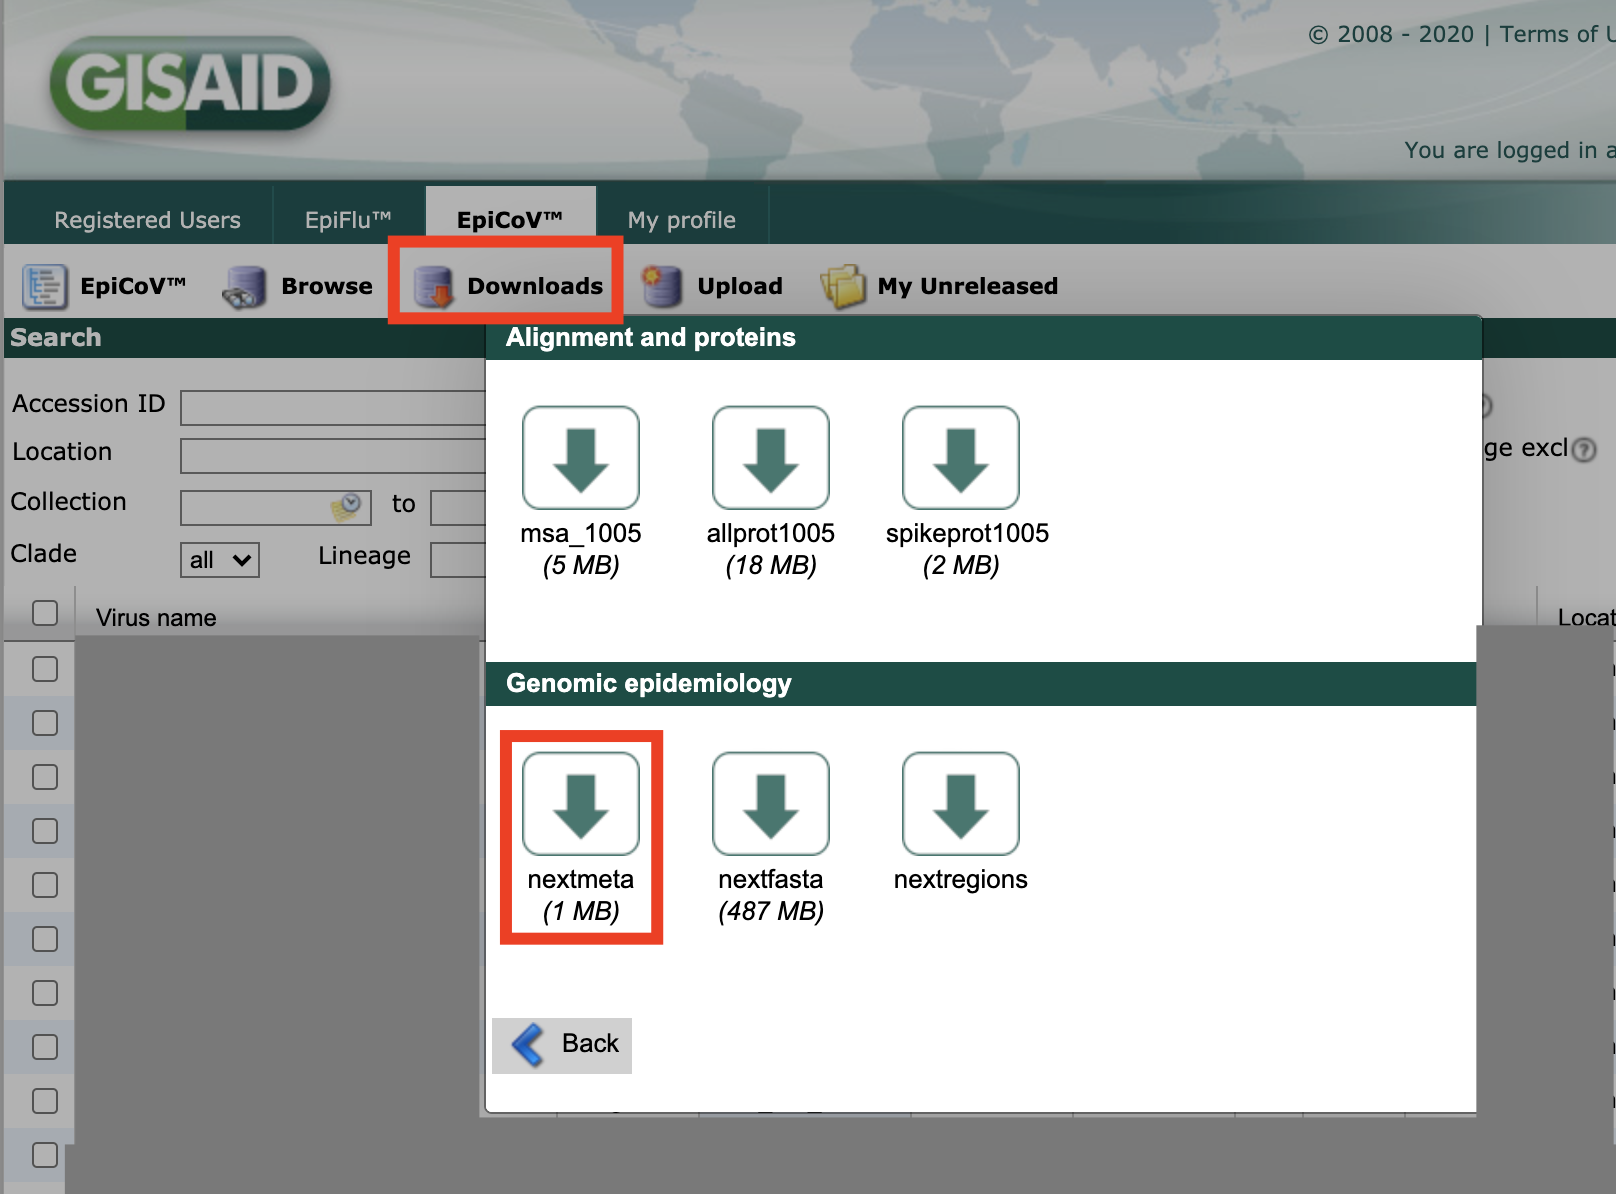 © 2008 - 2020 | Terms of
GISAID
You are logged in
Registered Users EpiFlu™ EpiCoV™ My profile
EpiCoV™ Browse Downloads Upload My Unreleased
Search
Alignment and proteins
Accession ID
Location
ge excl
Collection to
Clade all Lineage
msa_1005 allprot1005 spikeprot1005
(5 MB) (18 MB) (2 MB)
Virus name
Locat
Genomic epidemiology
nextmeta nextfasta nextregions
(1 MB) (487 MB)
Back